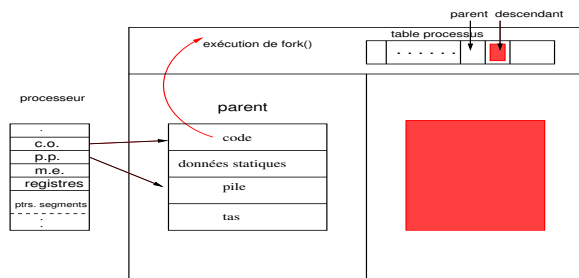 parent descendant
table processus
exécution de fork()
processeur
parent
c.o.
p.p.
m.e.
registres
ptrs. segments
code
données statiques
pile
tas